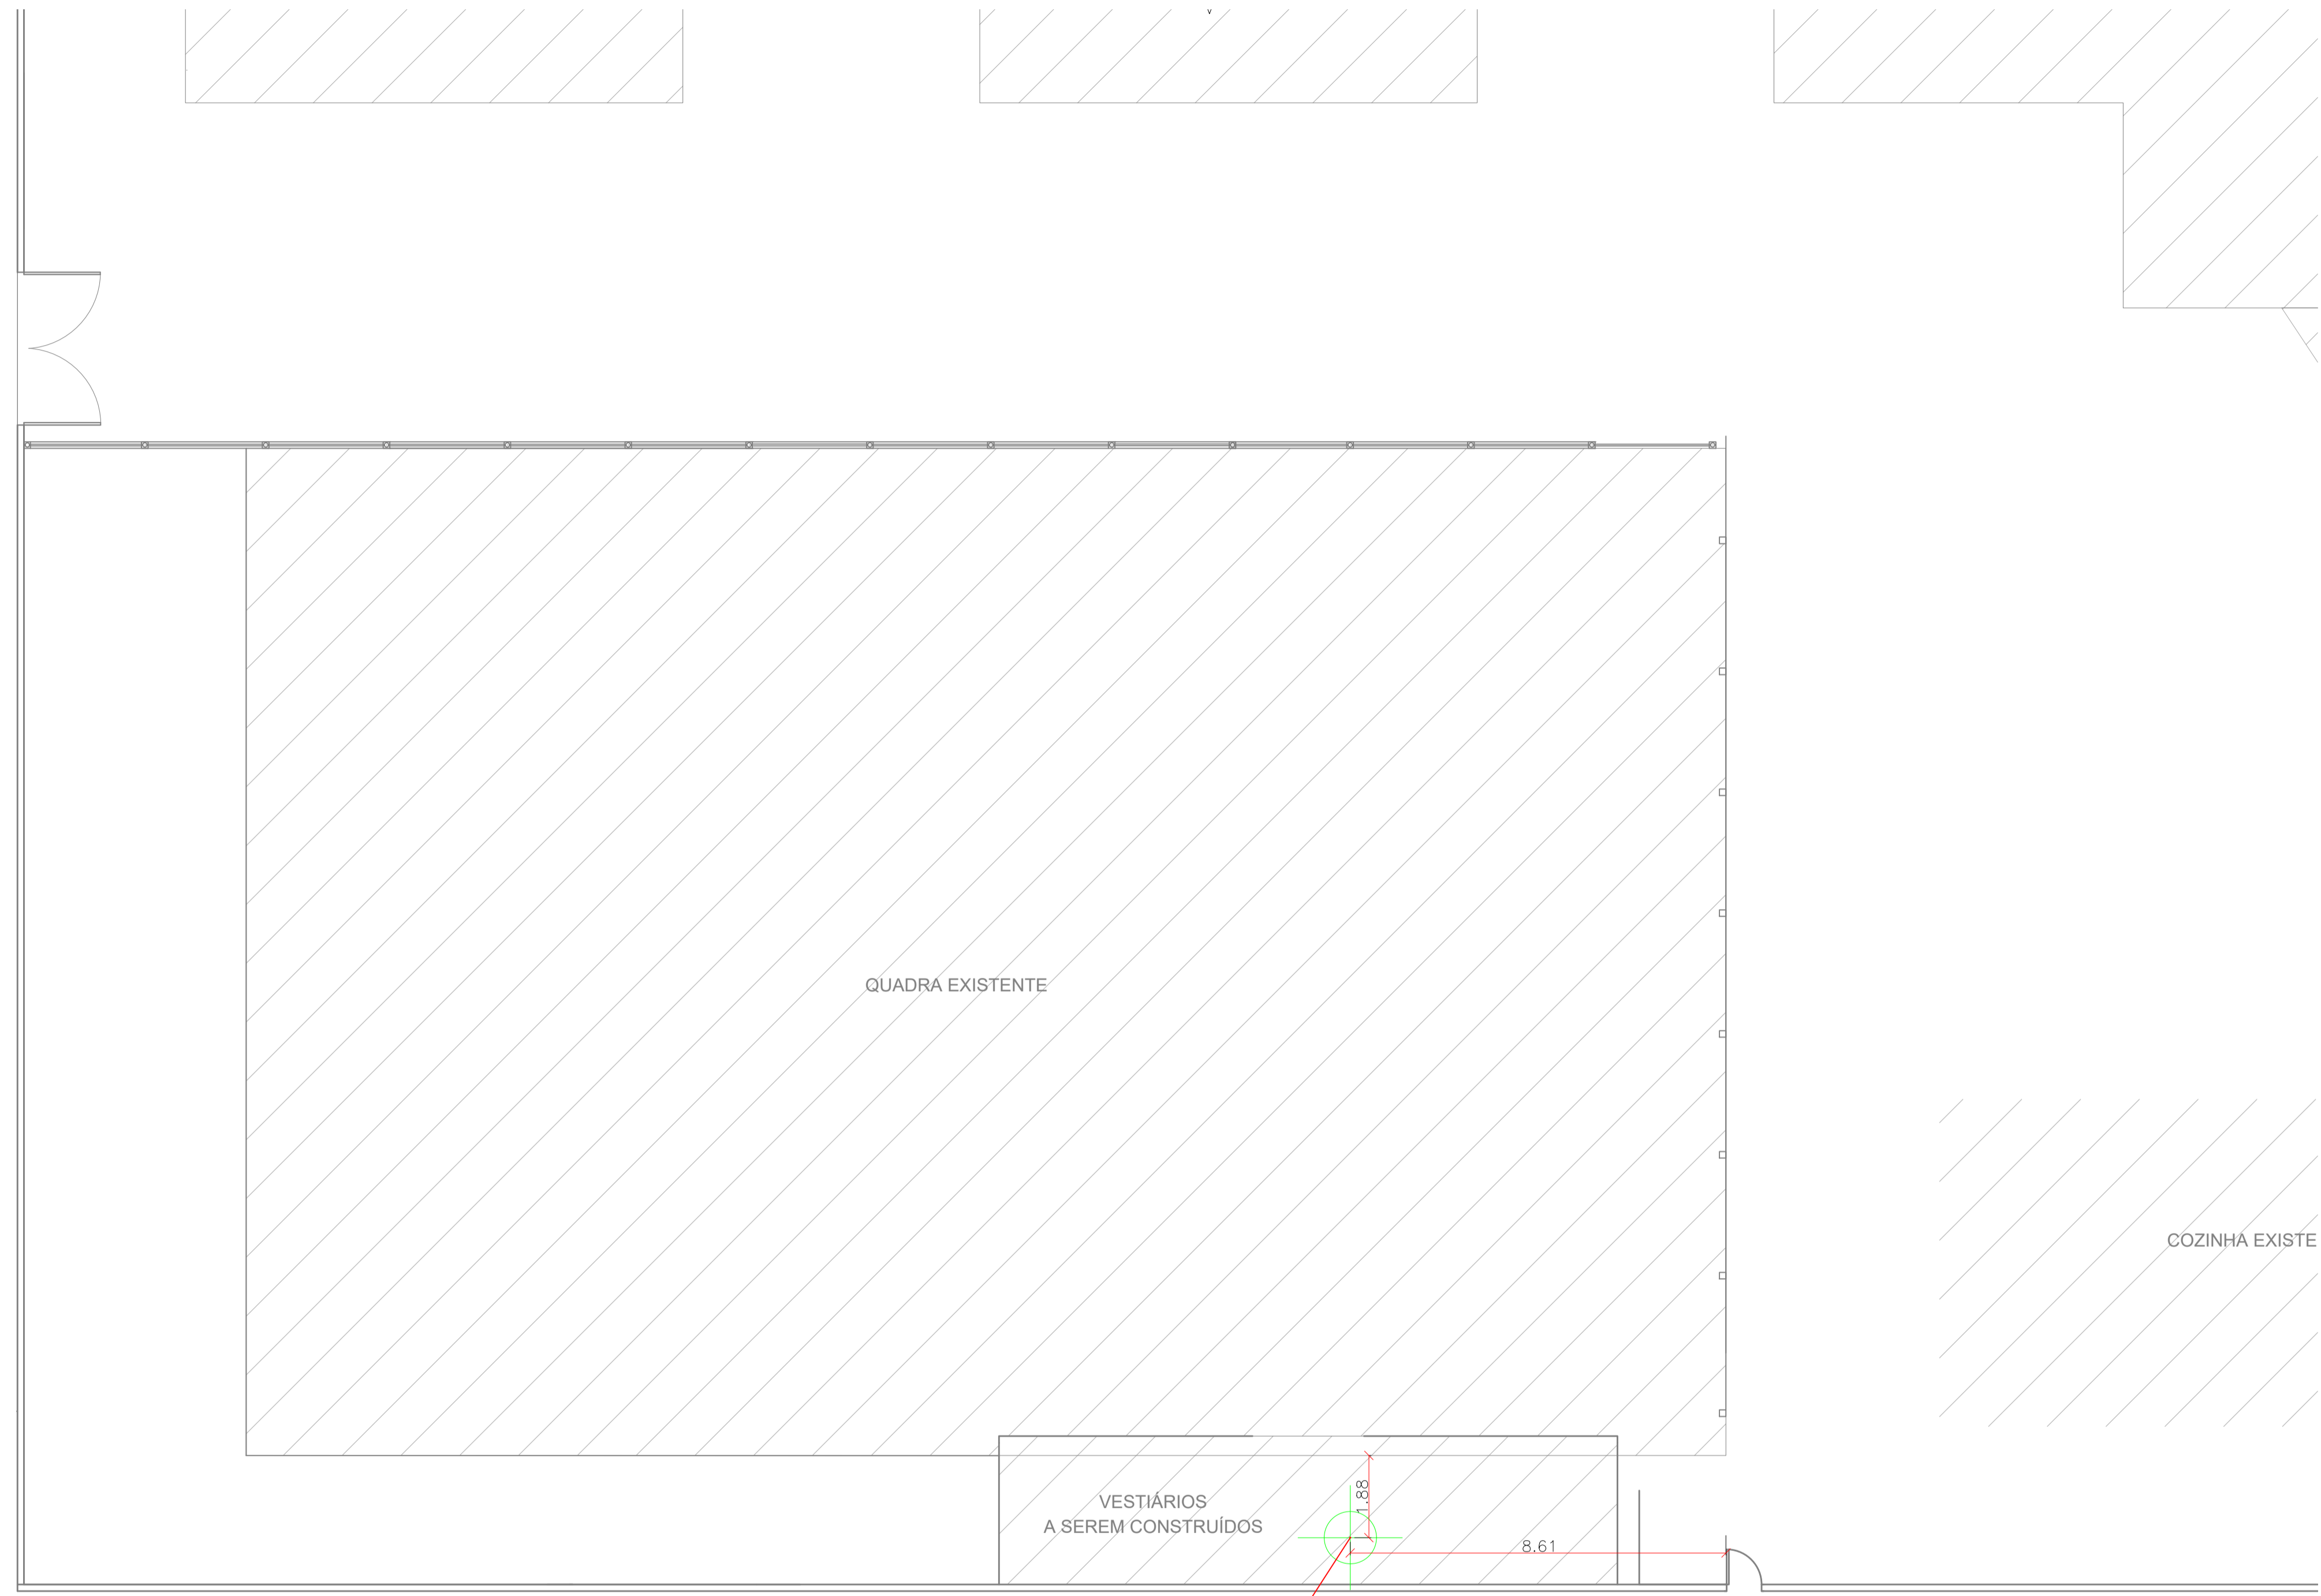 QUADRA EXISTENTE
COZINHA EXISTE
VESTIÁRIOS
A SEREM CONSTRUÍDOS
1.88
8.61